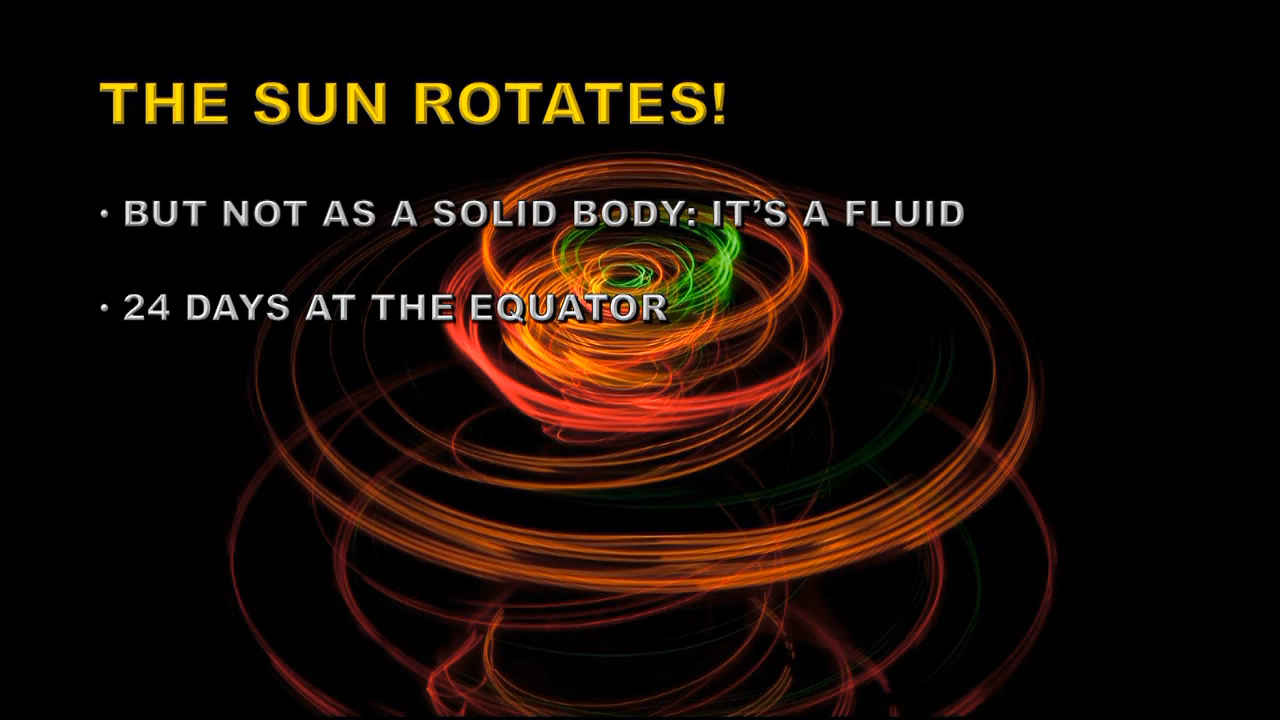 THE SUN ROTATES!
• BUT NOT AS A SOLID BODY: IT’S A FLUID
• 24 DAYS AT THE EQUATOR